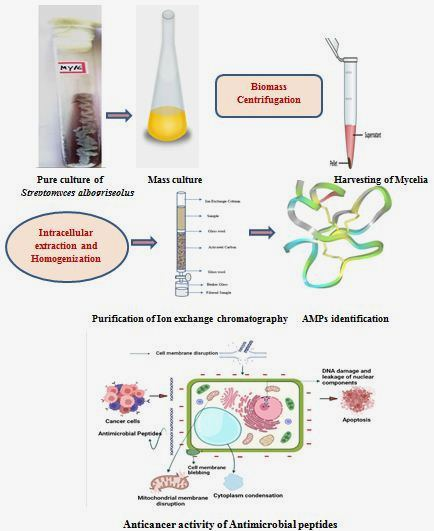 MY16
Biomass
Centrifugation
Supernatant
Pellet
Pure culture of
Streptomyces albogriseolus
Mass culture
Harvesting of Mycelia
Ion Exchange Column
Sample
Glass wool
Activated Carbon
Glass wool
Beaker Glass
Filtered Sample
Intracellular
extraction and
Homogenization
Purification of Ion exchange chromatography
AMPs identification
Cell membrane disruption
DNA damage and
leakage of nuclear
components
Cancer cells
Antimicrobial Peptides
Apoptosis
Cell membrane
blebbing
Mitochondrial membrane
disruption
Cytoplasm condensation
Anticancer activity of Antimicrobial peptides